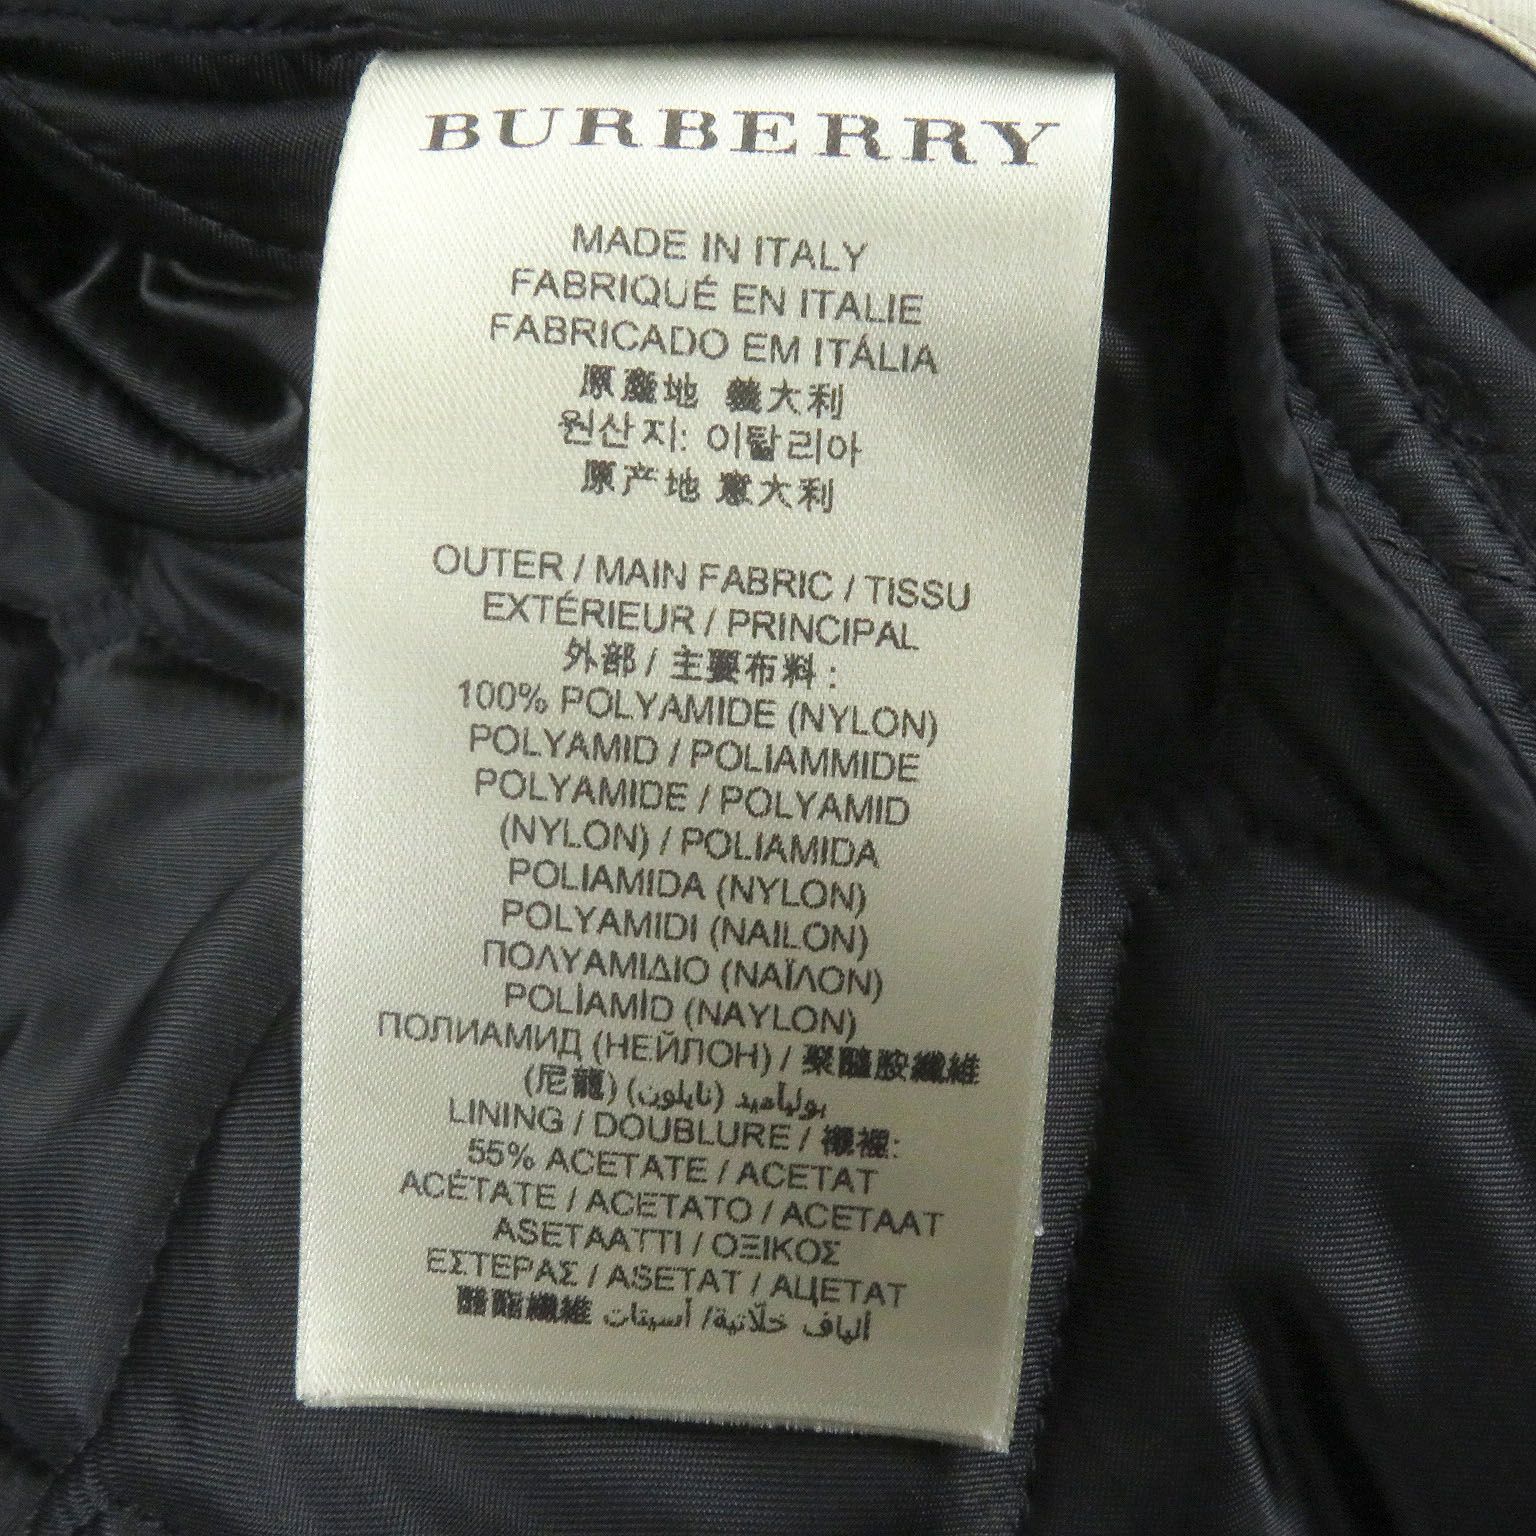 BURBERRY
MADE IN ITALY
FABRIQUÉ EN ITALIE
FABRICADO EM ITÁLIA
原產地 義大利
원산지: 이탈리아
原产地 意大利
OUTER / MAIN FABRIC / TISSU
EXTÉRIEUR / PRINCIPAL
外部 / 主要布料 :
100% POLYAMIDE (NYLON)
POLYAMID / POLIAMMIDE
POLYAMIDE / POLYAMID
(NYLON) / POLIAMIDA
POLIAMIDA (NYLON)
POLYAMIDI (NAILON)
ΠΟΛΥΑΜΙΔΙΟ (ΝΑΪΛΟΝ)
POLİAMİD (NAYLON)
ПОЛИАМИД (НЕЙЛОН) / 聚醯胺纖維
(尼龍) بولياميد (نايلون)
LINING / DOUBLURE / 襯裡:
55% ACETATE / ACETAT
ACÉTATE / ACETATO / ACETAAT
ASETAATTI / ΟΞΙΚΟΣ
ΕΣΤΕΡΑΣ / ASETAT / АЦЕТАТ
醋酯纖維 ألياف خلّاتية/ أسيتات